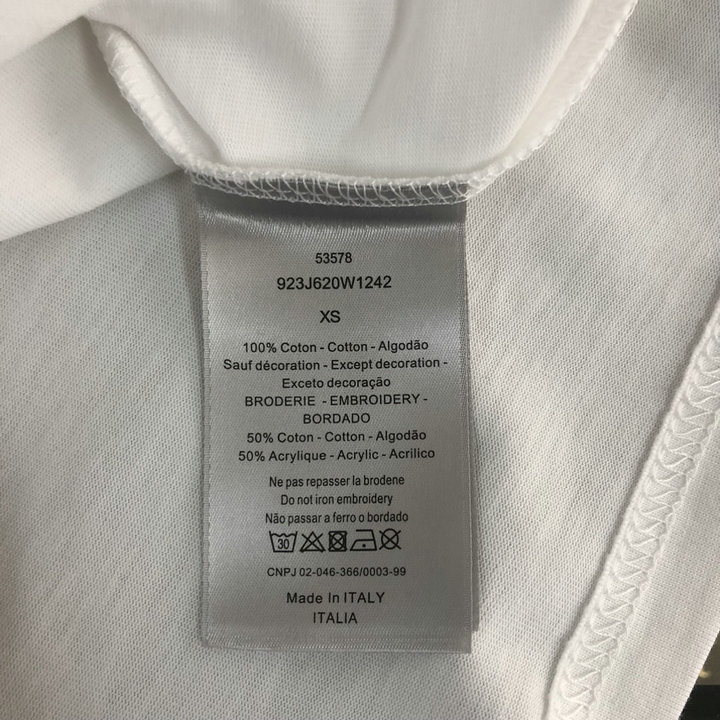 53578
923J620W1242
XS
100% Coton - Cotton - Algodão
Sauf décoration - Except decoration -
Exceto decoração
BRODERIE - EMBROIDERY -
BORDADO
50% Coton - Cotton - Algodão
50% Acrylique - Acrylic - Acrilico
Ne pas repasser la brodene
Do not iron embroidery
Não passar a ferro o bordado
30
CNPJ 02-046-366/0003-99
Made In ITALY
ITALIA